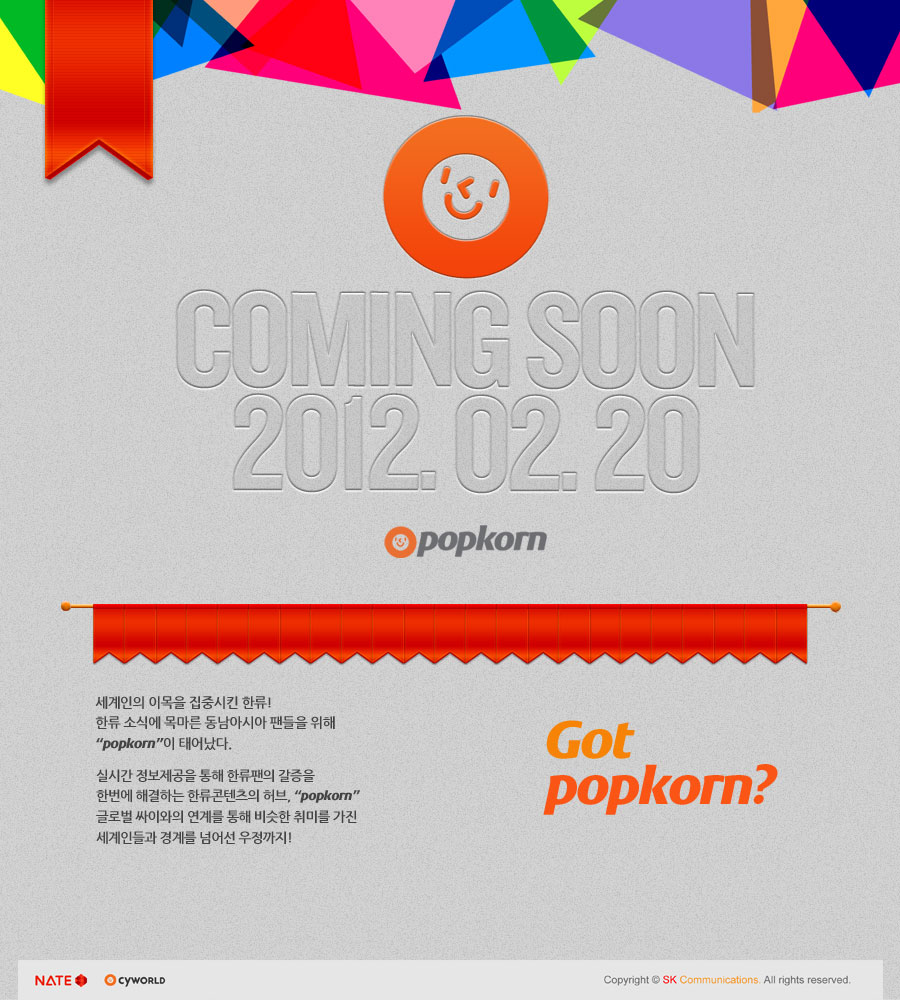 COMING SOON
2012. 02. 20
popkorn
세계인의 이목을 집중시킨 한류!
한류 소식에 목마른 동남아시아 팬들을 위해
“popkorn”이 태어났다.
실시간 정보제공을 통해 한류팬의 갈증을
한번에 해결하는 한류콘텐츠의 허브, “popkorn”
글로벌 싸이와의 연계를 통해 비슷한 취미를 가진
세계인들과 경계를 넘어선 우정까지!
Got
popkorn?
NATE CYWORLD Copyright © SK Communications. All rights reserved.